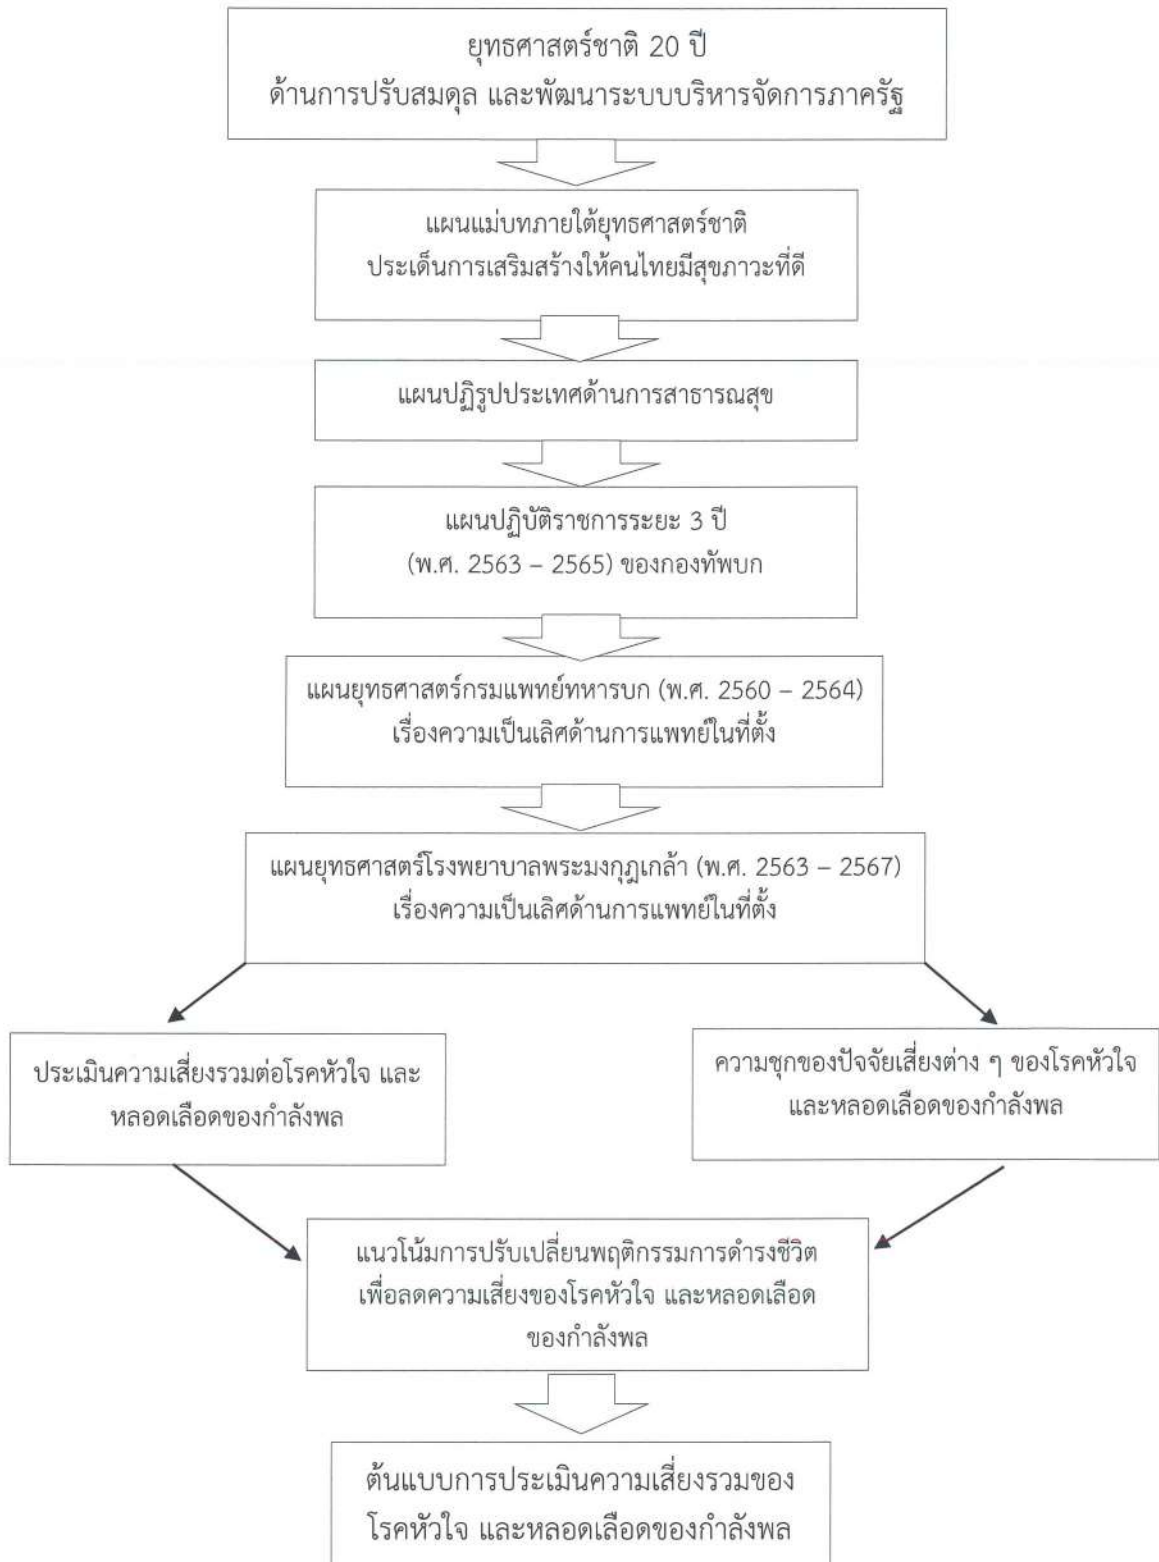 ยุทธศาสตร์ชาติ 20 ปี
ด้านการปรับสมดุล และพัฒนาระบบบริหารจัดการภาครัฐ
แผนแม่บทภายใต้ยุทธศาสตร์ชาติ
ประเด็นการเสริมสร้างให้คนไทยมีสุขภาวะที่ดี
แผนปฏิรูปประเทศด้านการสาธารณสุข
แผนปฏิบัติราชการระยะ 3 ปี
(พ.ศ. 2563 – 2565) ของกองทัพบก
แผนยุทธศาสตร์กรมแพทย์ทหารบก (พ.ศ. 2560 – 2564)
เรื่องความเป็นเลิศด้านการแพทย์ในที่ตั้ง
แผนยุทธศาสตร์โรงพยาบาลพระมงกุฎเกล้า (พ.ศ. 2563 – 2567)
เรื่องความเป็นเลิศด้านการแพทย์ในที่ตั้ง
ประเมินความเสี่ยงรวมต่อโรคหัวใจ และ
หลอดเลือดของกำลังพล
ความชุกของปัจจัยเสี่ยงต่าง ๆ ของโรคหัวใจ
และหลอดเลือดของกำลังพล
แนวโน้มการปรับเปลี่ยนพฤติกรรมการดำรงชีวิต
เพื่อลดความเสี่ยงของโรคหัวใจ และหลอดเลือด
ของกำลังพล
ต้นแบบการประเมินความเสี่ยงรวมของ
โรคหัวใจ และหลอดเลือดของกำลังพล